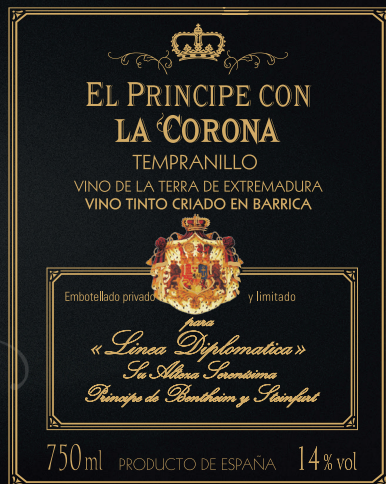 EL PRINCIPE CON
LA CORONA
TEMPRANILLO
VINO DE LA TERRA DE EXTREMADURA
VINO TINTO CRIADO EN BARRICA
Embotellado privado y limitado
para
« Linea Diplomatica »
Su Alteza Serenisima
Principe de Bentheim y Steinfurt
750 ml PRODUCTO DE ESPAÑA 14% vol